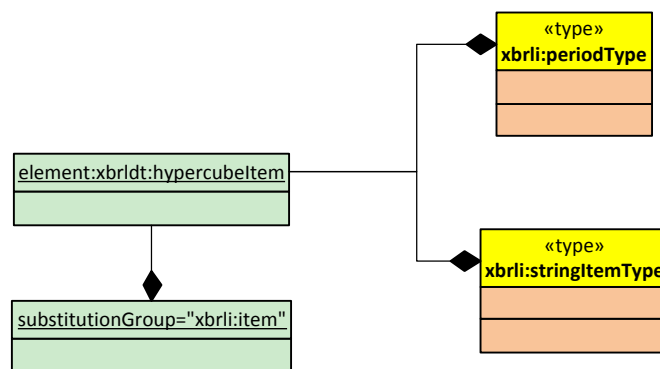 «type»
xbrli:periodType
element:xbrldt:hypercubeItem
«type»
xbrli:stringItemType
substitutionGroup="xbrli:item"